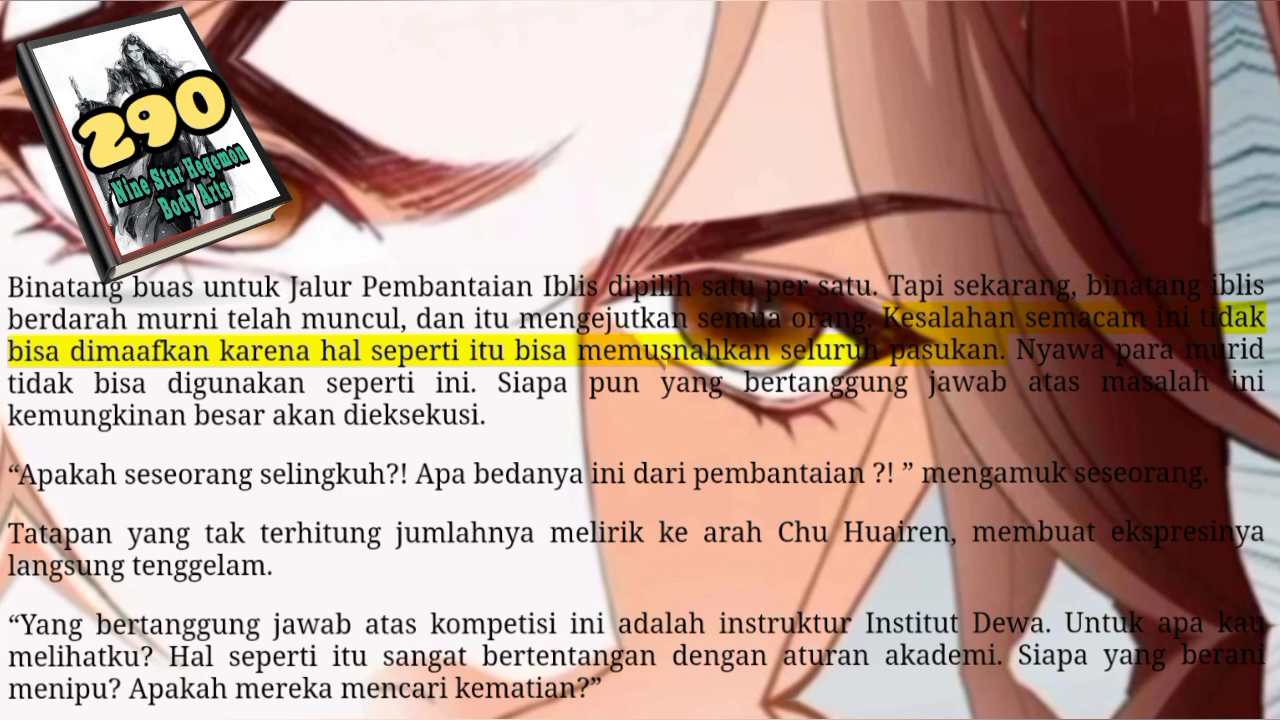 290
Nine Star Hegemon
Body Arts
Binatang buas untuk Jalur Pembantaian Iblis dipilih satu per satu. Tapi sekarang, binatang iblis
berdarah murni telah muncul, dan itu mengejutkan semua orang. Kesalahan semacam ini tidak
bisa dimaafkan karena hal seperti itu bisa memusnahkan seluruh pasukan. Nyawa para murid
tidak bisa digunakan seperti ini. Siapa pun yang bertanggung jawab atas masalah ini
kemungkinan besar akan dieksekusi.
“Apakah seseorang selingkuh?! Apa bedanya ini dari pembantaian ?! ” mengamuk seseorang.
Tatapan yang tak terhitung jumlahnya melirik ke arah Chu Huairen, membuat ekspresinya
langsung tenggelam.
“Yang bertanggung jawab atas kompetisi ini adalah instruktur Institut Dewa. Untuk apa kau
melihatku? Hal seperti itu sangat bertentangan dengan aturan akademi. Siapa yang berani
menipu? Apakah mereka mencari kematian?”